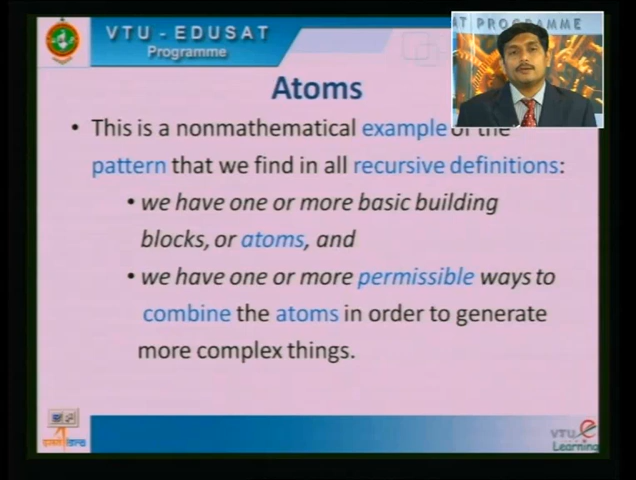 VTU - EDUSAT
Programme
AT PROGRAMME
Atoms
• This is a nonmathematical example of the
pattern that we find in all recursive definitions:
• we have one or more basic building
blocks, or atoms, and
• we have one or more permissible ways to
combine the atoms in order to generate
more complex things.
VTU e
Learning